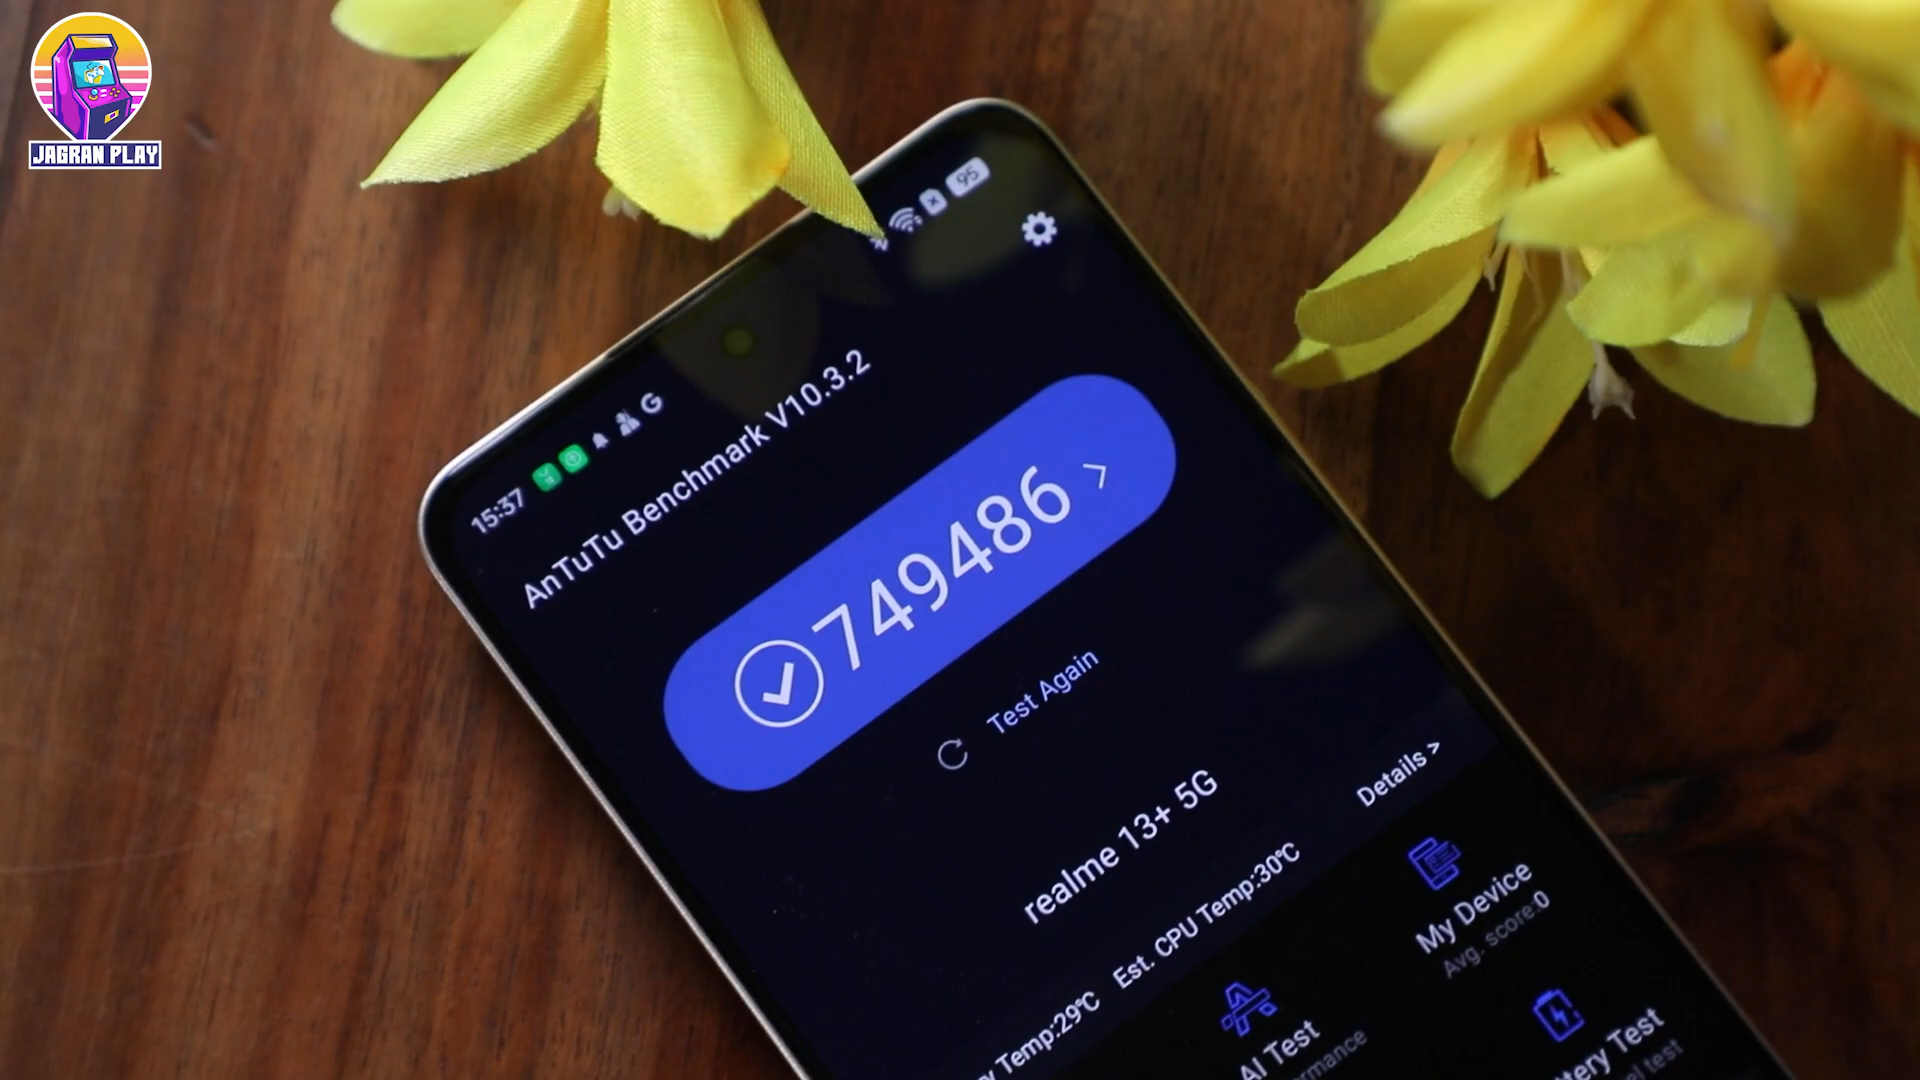 JAGRAN PLAY
95
15:37
G
AnTuTu Benchmark V10.3.2
749486 >
Test Again
realme 13+ 5G
Details >
Temp:29℃ Est. CPU Temp:30℃
My Device
Avg. score:0
AI Test
Test
test